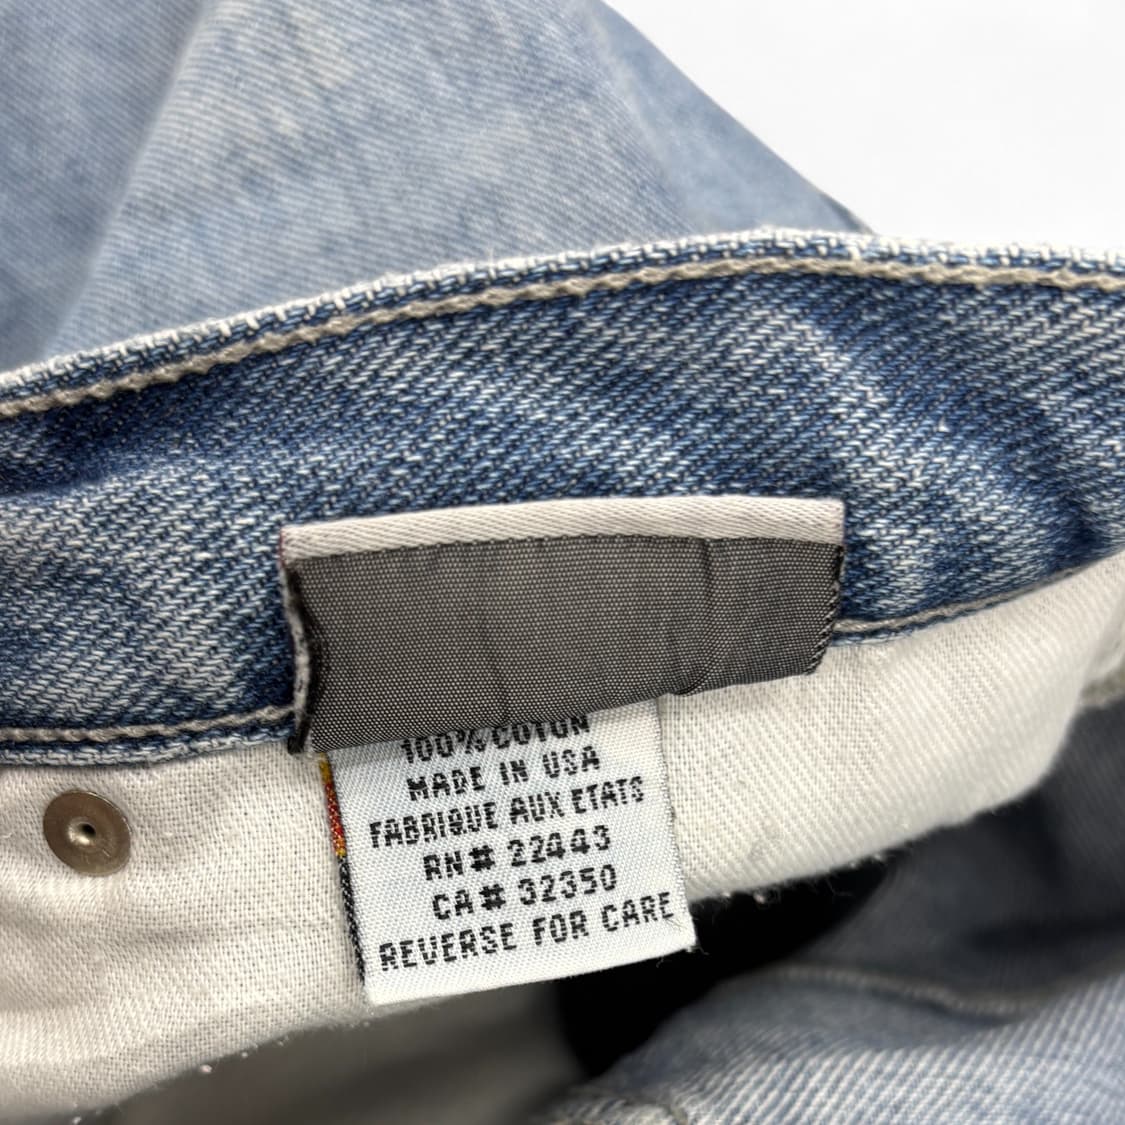 100% COTON
MADE IN USA
FABRIQUE AUX ETATS
RN# 22443
CA# 32350
REVERSE FOR CARE